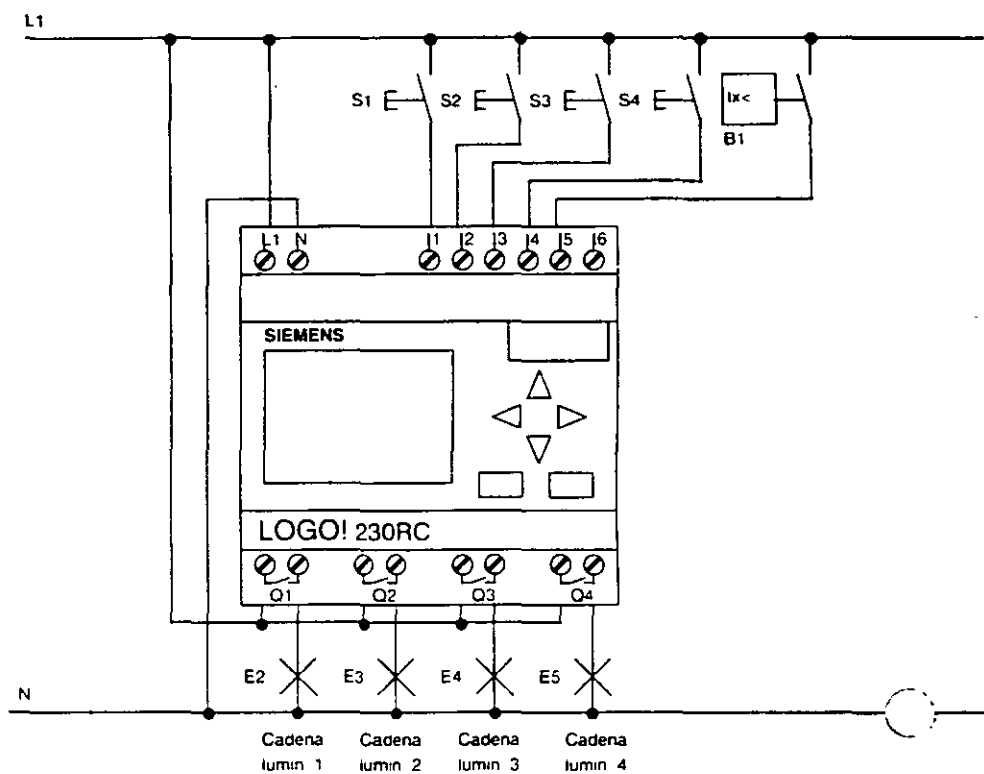 L1
S1 S2 S3 S4 Ix<
B1
L1 N I1 I2 I3 I4 I5 I6
SIEMENS
LOGO! 230RC
Q1 Q2 Q3 Q4
E2 E3 E4 E5
N
Cadena lumin 1
Cadena lumin 2
Cadena lumin 3
Cadena lumin 4